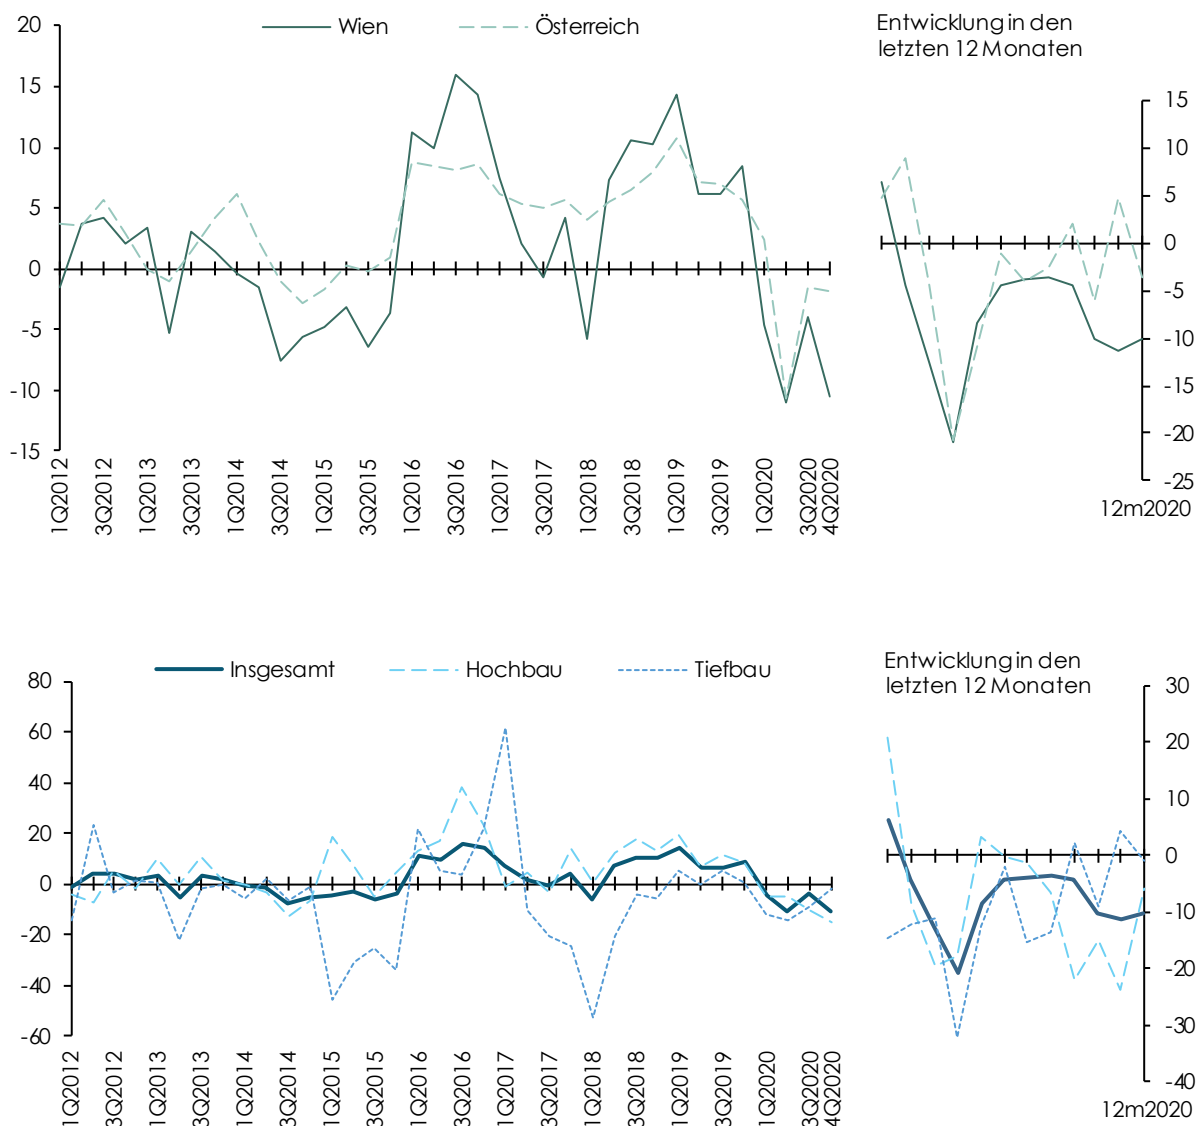 Wien
Österreich
20
15
10
5
0
-5
-10
-15
1Q2012
3Q2012
1Q2013
3Q2013
1Q2014
3Q2014
1Q2015
3Q2015
1Q2016
3Q2016
1Q2017
3Q2017
1Q2018
3Q2018
1Q2019
3Q2019
1Q2020
3Q2020
4Q2020
Entwicklung in den
letzten 12 Monaten
15
10
5
0
-5
-10
-15
-20
-25
12m2020
Insgesamt
Hochbau
Tiefbau
80
60
40
20
0
-20
-40
-60
1Q2012
3Q2012
1Q2013
3Q2013
1Q2014
3Q2014
1Q2015
3Q2015
1Q2016
3Q2016
1Q2017
3Q2017
1Q2018
3Q2018
1Q2019
3Q2019
1Q2020
3Q2020
4Q2020
Entwicklung in den
letzten 12 Monaten
30
20
10
0
-10
-20
-30
-40
12m2020